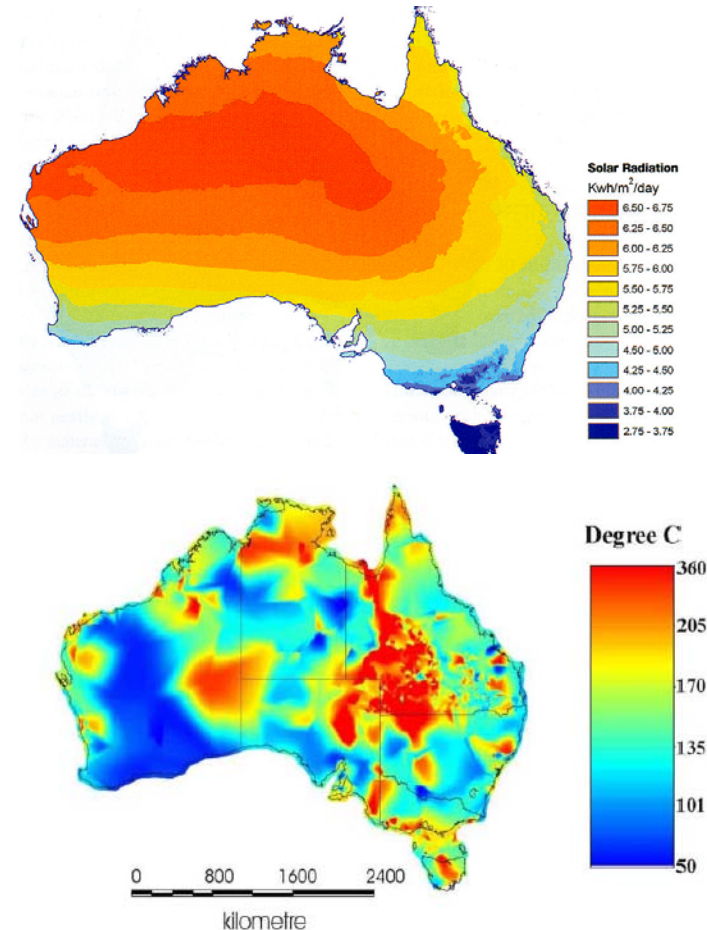 Solar Radiation
Kwh/m²/day
6.50 - 6.75
6.25 - 6.50
6.00 - 6.25
5.75 - 6.00
5.50 - 5.75
5.25 - 5.50
5.00 - 5.25
4.50 - 5.00
4.25 - 4.50
4.00 - 4.25
3.75 - 4.00
2.75 - 3.75
Degree C
360
205
170
135
101
50
0 800 1600 2400
kilometre